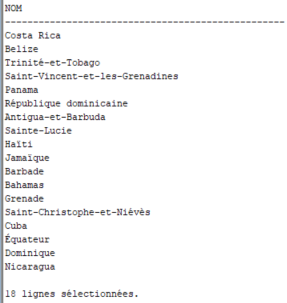 NOM
--------------------------------------------------
Costa Rica
Belize
Trinité-et-Tobago
Saint-Vincent-et-les-Grenadines
Panama
République dominicaine
Antigua-et-Barbuda
Sainte-Lucie
Haïti
Jamaïque
Barbade
Bahamas
Grenade
Saint-Christophe-et-Niévès
Cuba
Équateur
Dominique
Nicaragua
18 lignes sélectionnées.